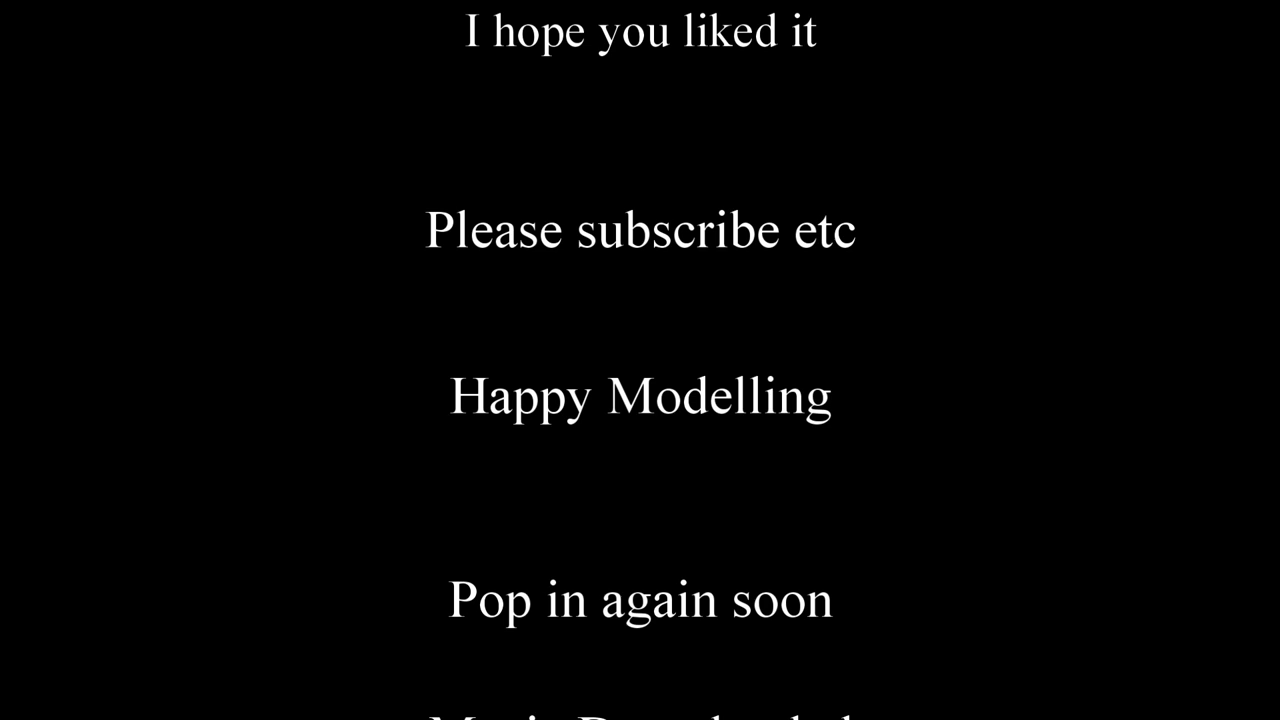 I hope you liked it
Please subscribe etc
Happy Modelling
Pop in again soon